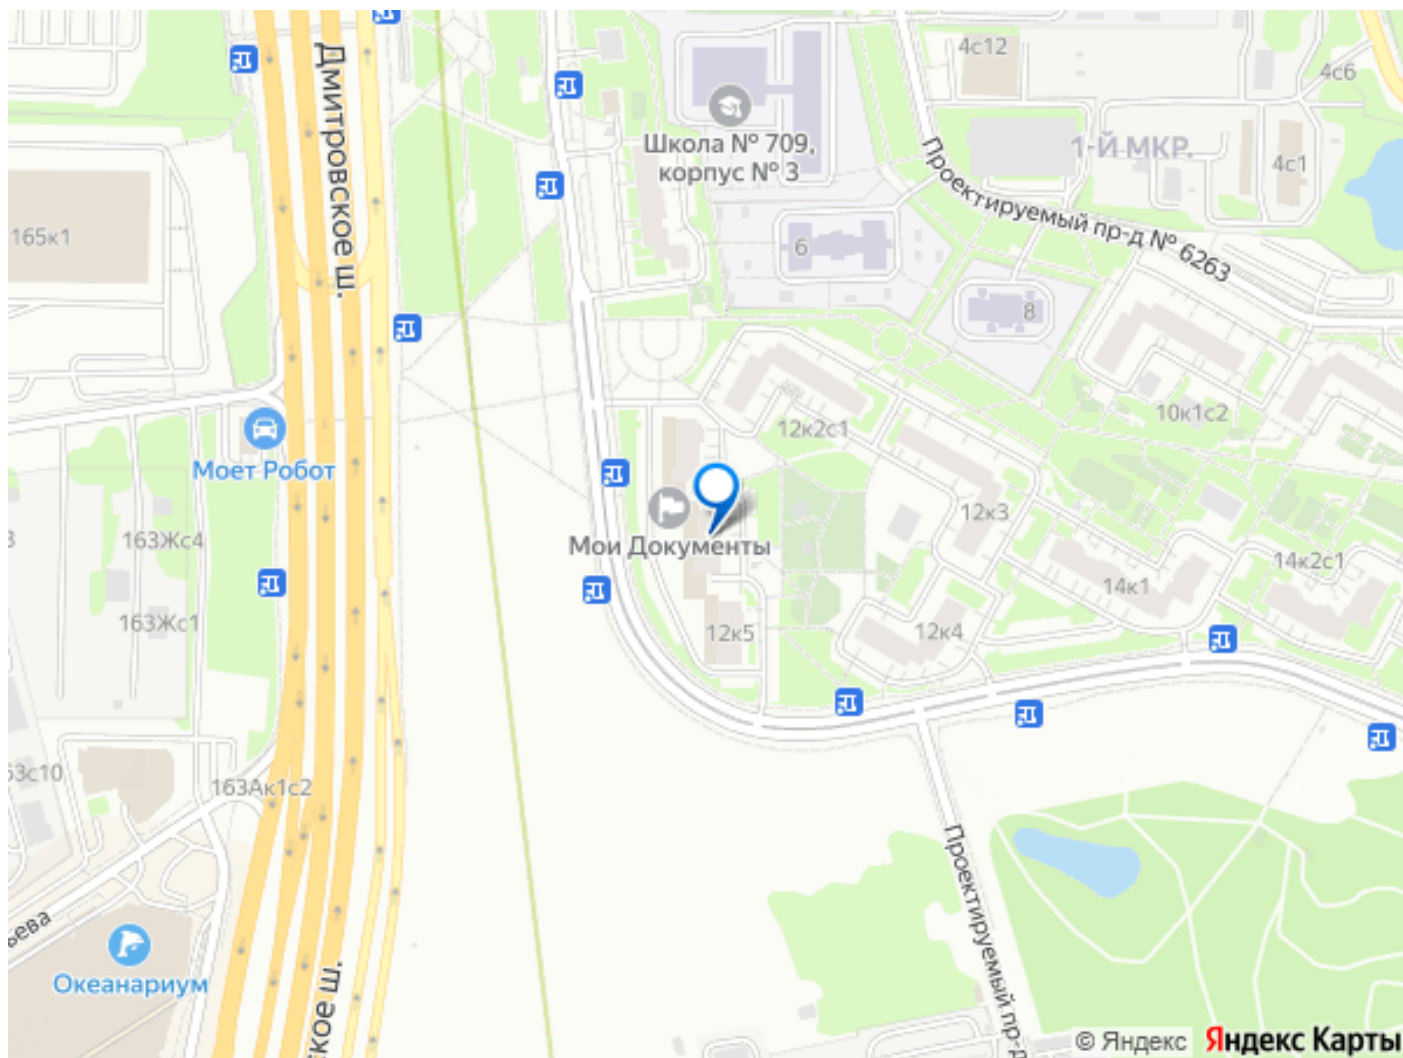 4с12
4с6
Дмитровское ш.
Школа № 709,
корпус № 3
1-Й МКР.
4с1
Проектируемый пр-д № 6263
165к1
6
8
10к1с2
12к2с1
Моет Робот
12к3
163Жс4
Мои Документы
14к2с1
14к1
163Жс1
12к5
12к4
163Ак1с2
Проектируемый пр-д
Океанариум
© Яндекс
Яндекс Карты